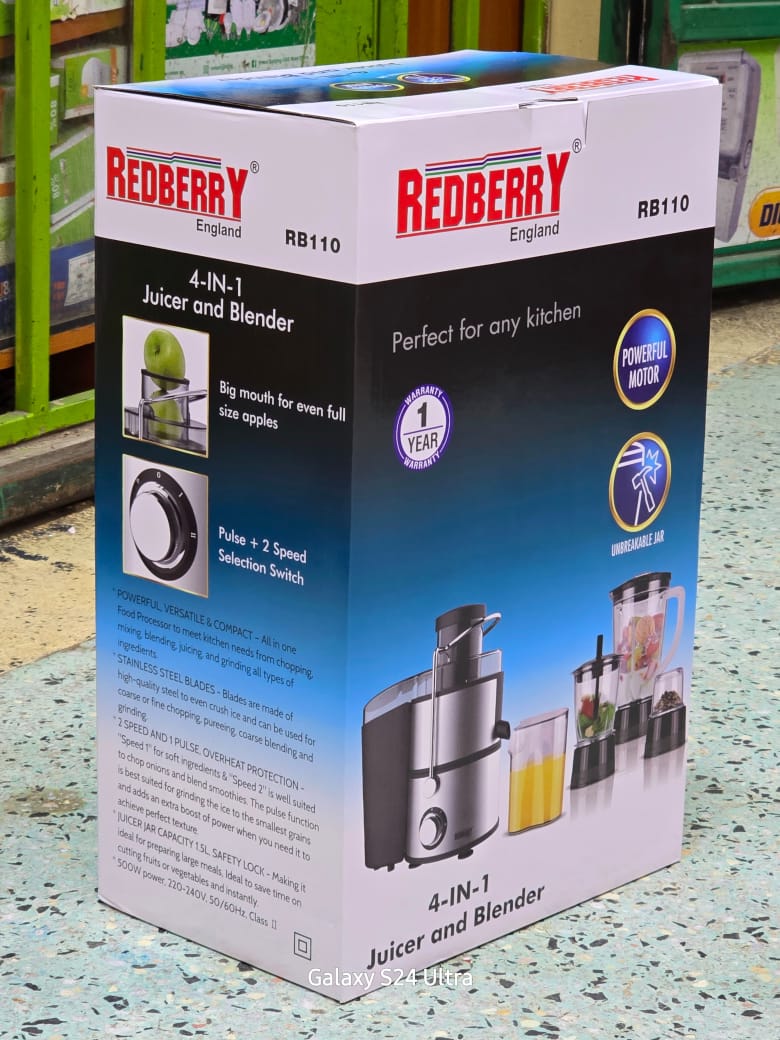 REDBERRY®
England
RB110
4-IN-1
Juicer and Blender
Big mouth for even full
size apples
Pulse + 2 Speed
Selection Switch
* POWERFUL, VERSATILE & COMPACT - All in one
Food Processor to meet kitchen needs from chopping,
mixing, blending, juicing, and grinding all types of
ingredients.
* STAINLESS STEEL BLADES - Blades are made of
high-quality steel to even crush ice and can be used for
coarse or fine chopping, pureeing, coarse blending and
grinding.
* 2 SPEED AND 1 PULSE, OVERHEAT PROTECTION -
"Speed 1" for soft ingredients & "Speed 2" is well suited
to chop onions and blend smoothies. The pulse function
is best suited for grinding the ice to the smallest grains
and adds an extra boost of power when you need it to
achieve perfect texture.
* JUICER JAR CAPACITY 1.5L, SAFETY LOCK - Making it
ideal for preparing large meals. Ideal to save time on
cutting fruits or vegetables and instantly.
* 500W power, 220-240V, 50/60Hz, Class II
REDBERRY®
England
RB110
Perfect for any kitchen
POWERFUL
MOTOR
WARRANTY
1
YEAR
WARRANTY
UNBREAKABLE JAR
4-IN-1
Juicer and Blender
Galaxy S24 Ultra